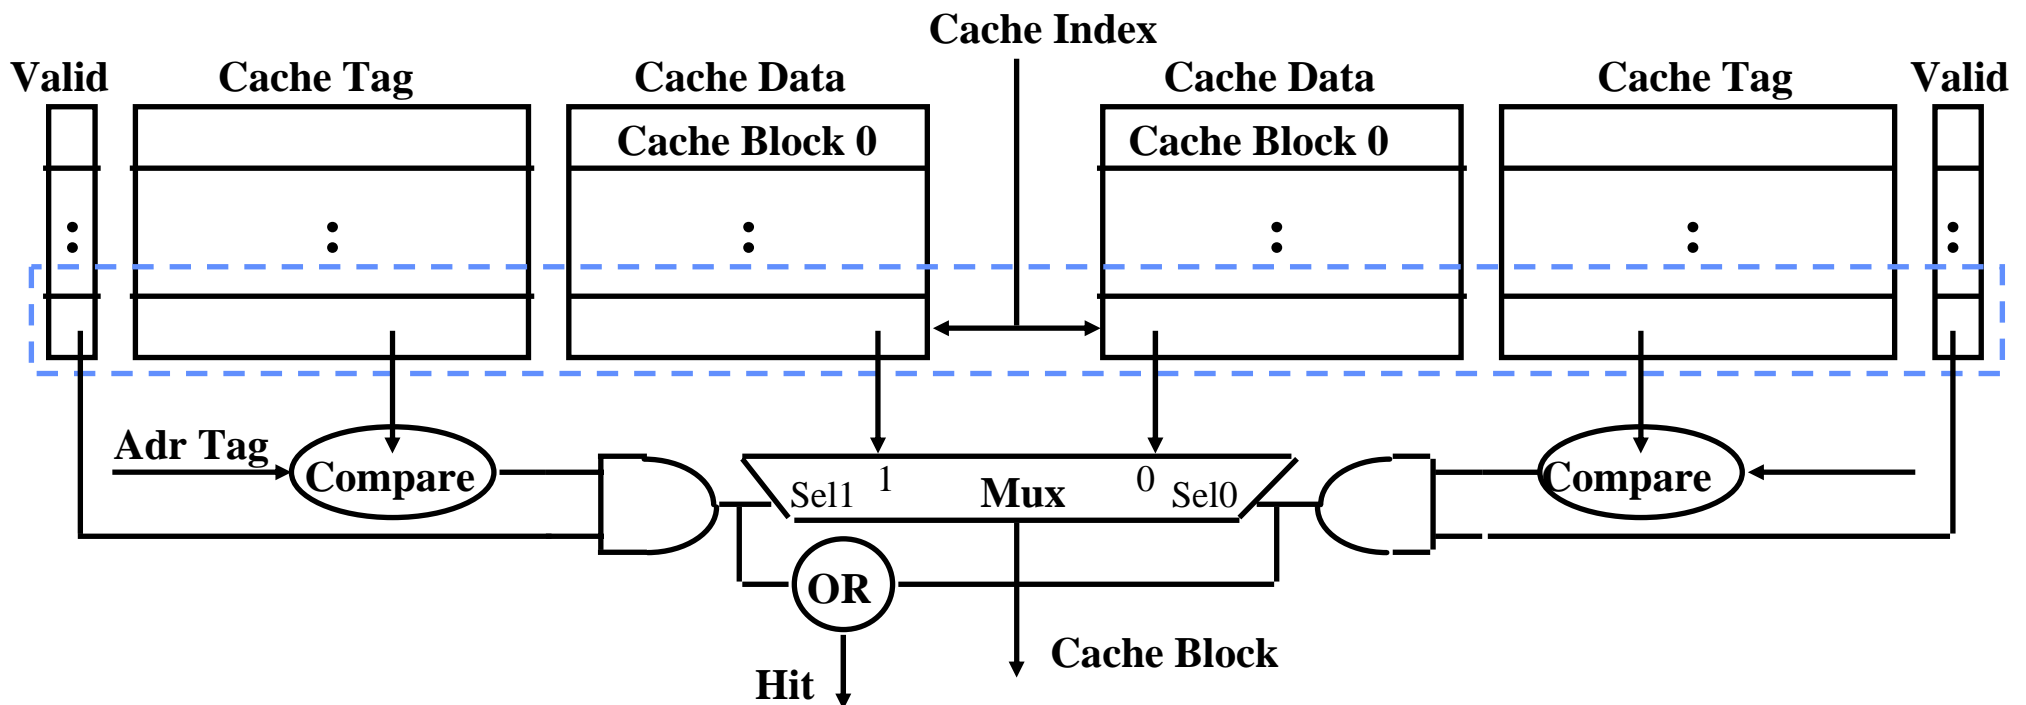 Cache Index
Valid Cache Tag Cache Data Cache Data Cache Tag Valid
Cache Block 0 Cache Block 0
: : : : : :
Adr Tag
Compare Sel1 1 Mux 0 Sel0 Compare
OR
Cache Block
Hit